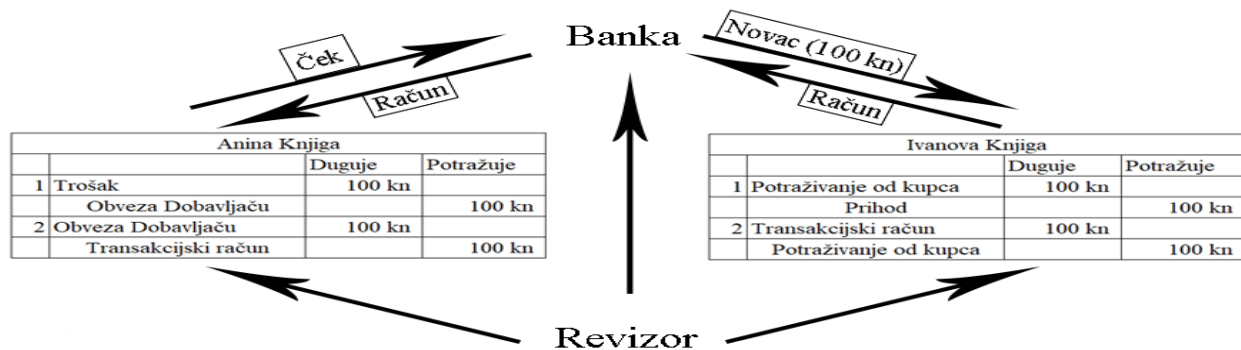 Banka
Ček
Račun
Novac (100 kn)
Račun
Anina Knjiga
Duguje Potražuje
1 Trošak 100 kn
Obveza Dobavljaču 100 kn
2 Obveza Dobavljaču 100 kn
Transakcijski račun 100 kn
Ivanova Knjiga
Duguje Potražuje
1 Potraživanje od kupca 100 kn
Prihod 100 kn
2 Transakcijski račun 100 kn
Potraživanje od kupca 100 kn
Revizor